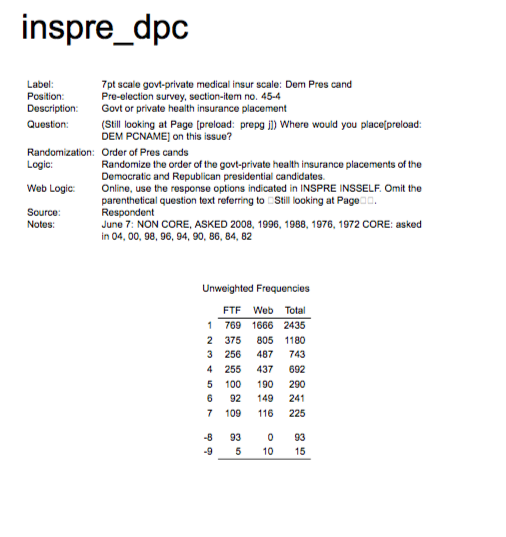 inspre_dpc
Label: 7pt scale govt-private medical insur scale: Dem Pres cand
Position: Pre-election survey, section-item no. 45-4
Description: Govt or private health insurance placement
Question: (Still looking at Page [preload: prepg j]) Where would you place[preload:
DEM PCNAME] on this issue?
Randomization: Order of Pres cands
Logic: Randomize the order of the govt-private health insurance placements of the
Democratic and Republican presidential candidates.
Web Logic: Online, use the response options indicated in INSPRE INSSELF. Omit the
parenthetical question text referring to □Still looking at Page□□.
Source: Respondent
Notes: June 7: NON CORE, ASKED 2008, 1996, 1988, 1976, 1972 CORE: asked
in 04, 00, 98, 96, 94, 90, 86, 84, 82
Unweighted Frequencies
FTF Web Total
1 769 1666 2435
2 375 805 1180
3 256 487 743
4 255 437 692
5 100 190 290
6 92 149 241
7 109 116 225
-8 93 0 93
-9 5 10 15